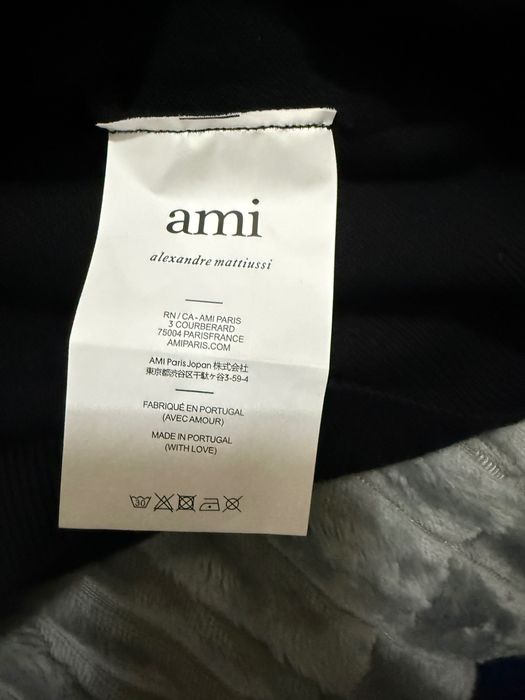 ami
alexandre mattiussi
RN / CA - AMI PARIS
3 COURBERARD
75004 PARISFRANCE
AMIPARIS.COM
AMI ParisJopan 株式会社
東京都渋谷区千駄ヶ谷3-59-4
FABRIQUÉ EN PORTUGAL
(AVEC AMOUR)
MADE IN PORTUGAL
(WITH LOVE)
30